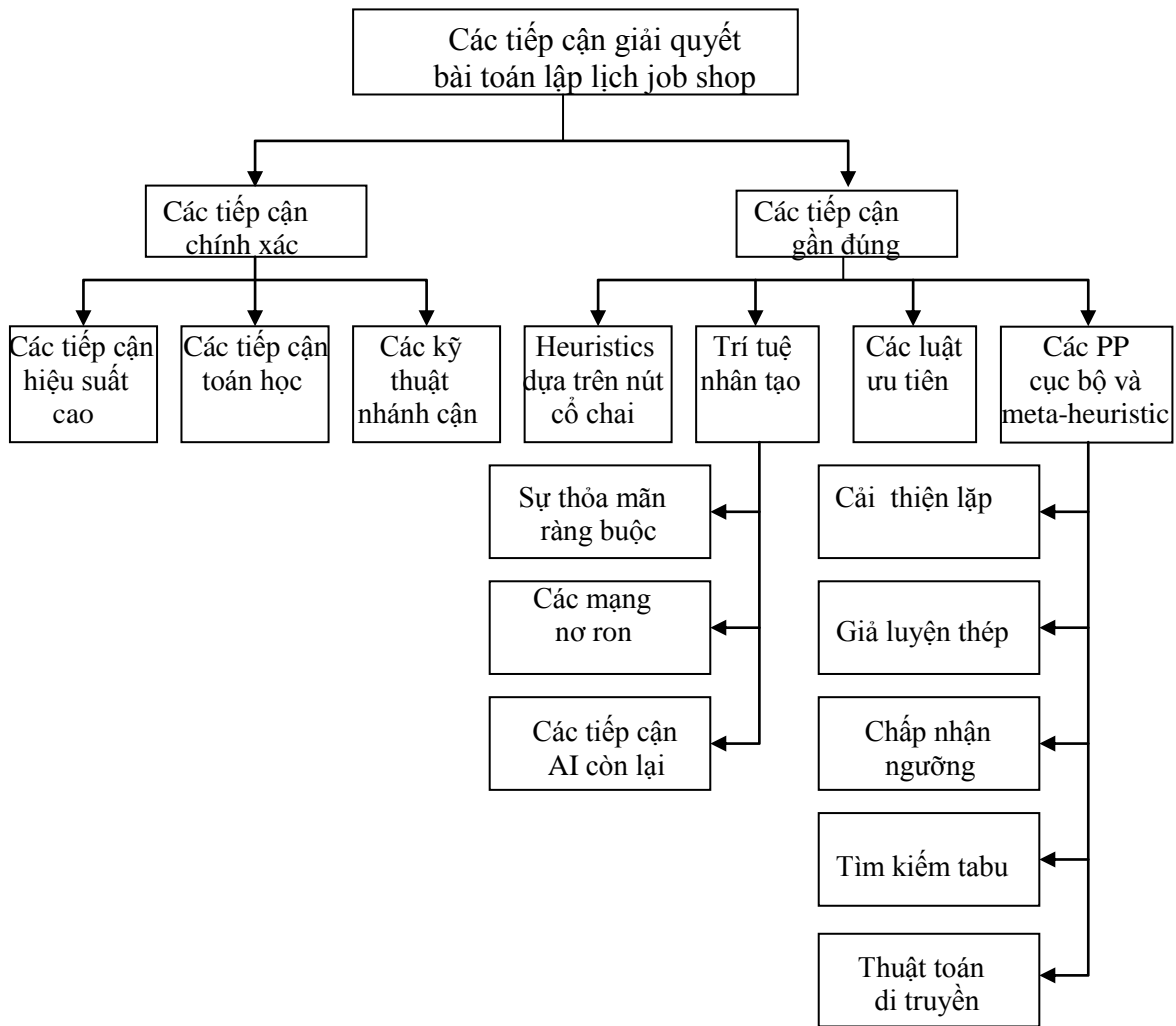 Các tiếp cận giải quyết
bài toán lập lịch job shop
Các tiếp cận
chính xác
Các tiếp cận
gần đúng
Các tiếp cận
hiệu suất
cao
Các tiếp cận
toán học
Các kỹ
thuật
nhánh cận
Heuristics
dựa trên nút
cổ chai
Trí tuệ
nhân tạo
Các luật
ưu tiên
Các PP
cục bộ và
meta-heuristic
Sự thỏa mãn
ràng buộc
Các mạng
nơ ron
Các tiếp cận
AI còn lại
Cải thiện lặp
Giả luyện thép
Chấp nhận
ngưỡng
Tìm kiếm tabu
Thuật toán
di truyền